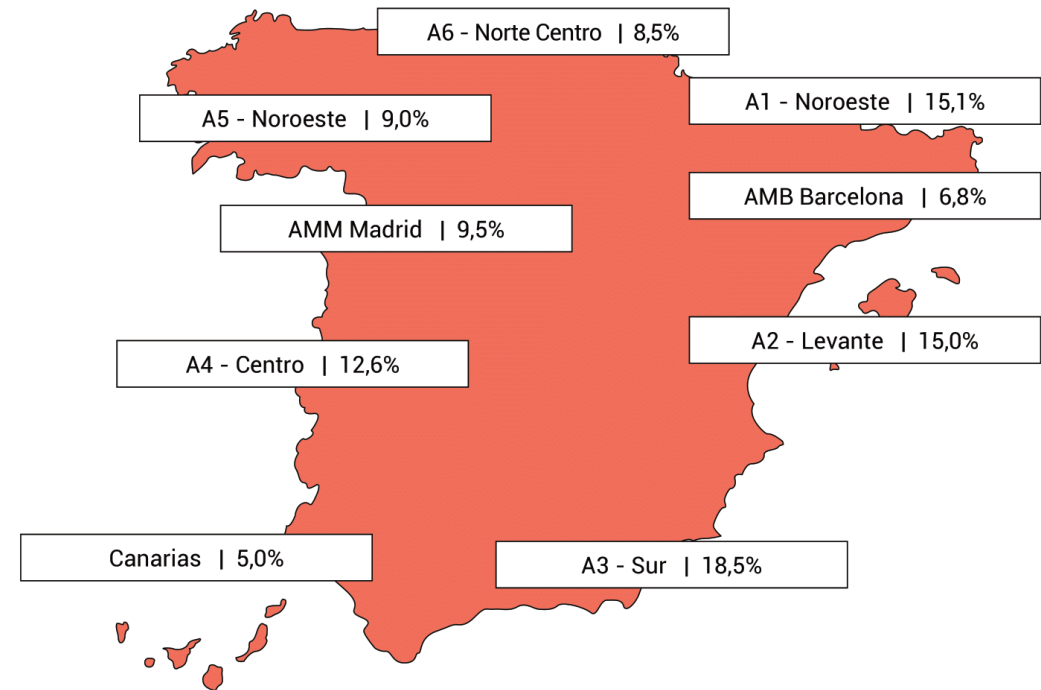 A6 - Norte Centro | 8,5%
A1 - Noroeste | 15,1%
A5 - Noroeste | 9,0%
AMB Barcelona | 6,8%
AMM Madrid | 9,5%
A2 - Levante | 15,0%
A4 - Centro | 12,6%
Canarias | 5,0%
A3 - Sur | 18,5%